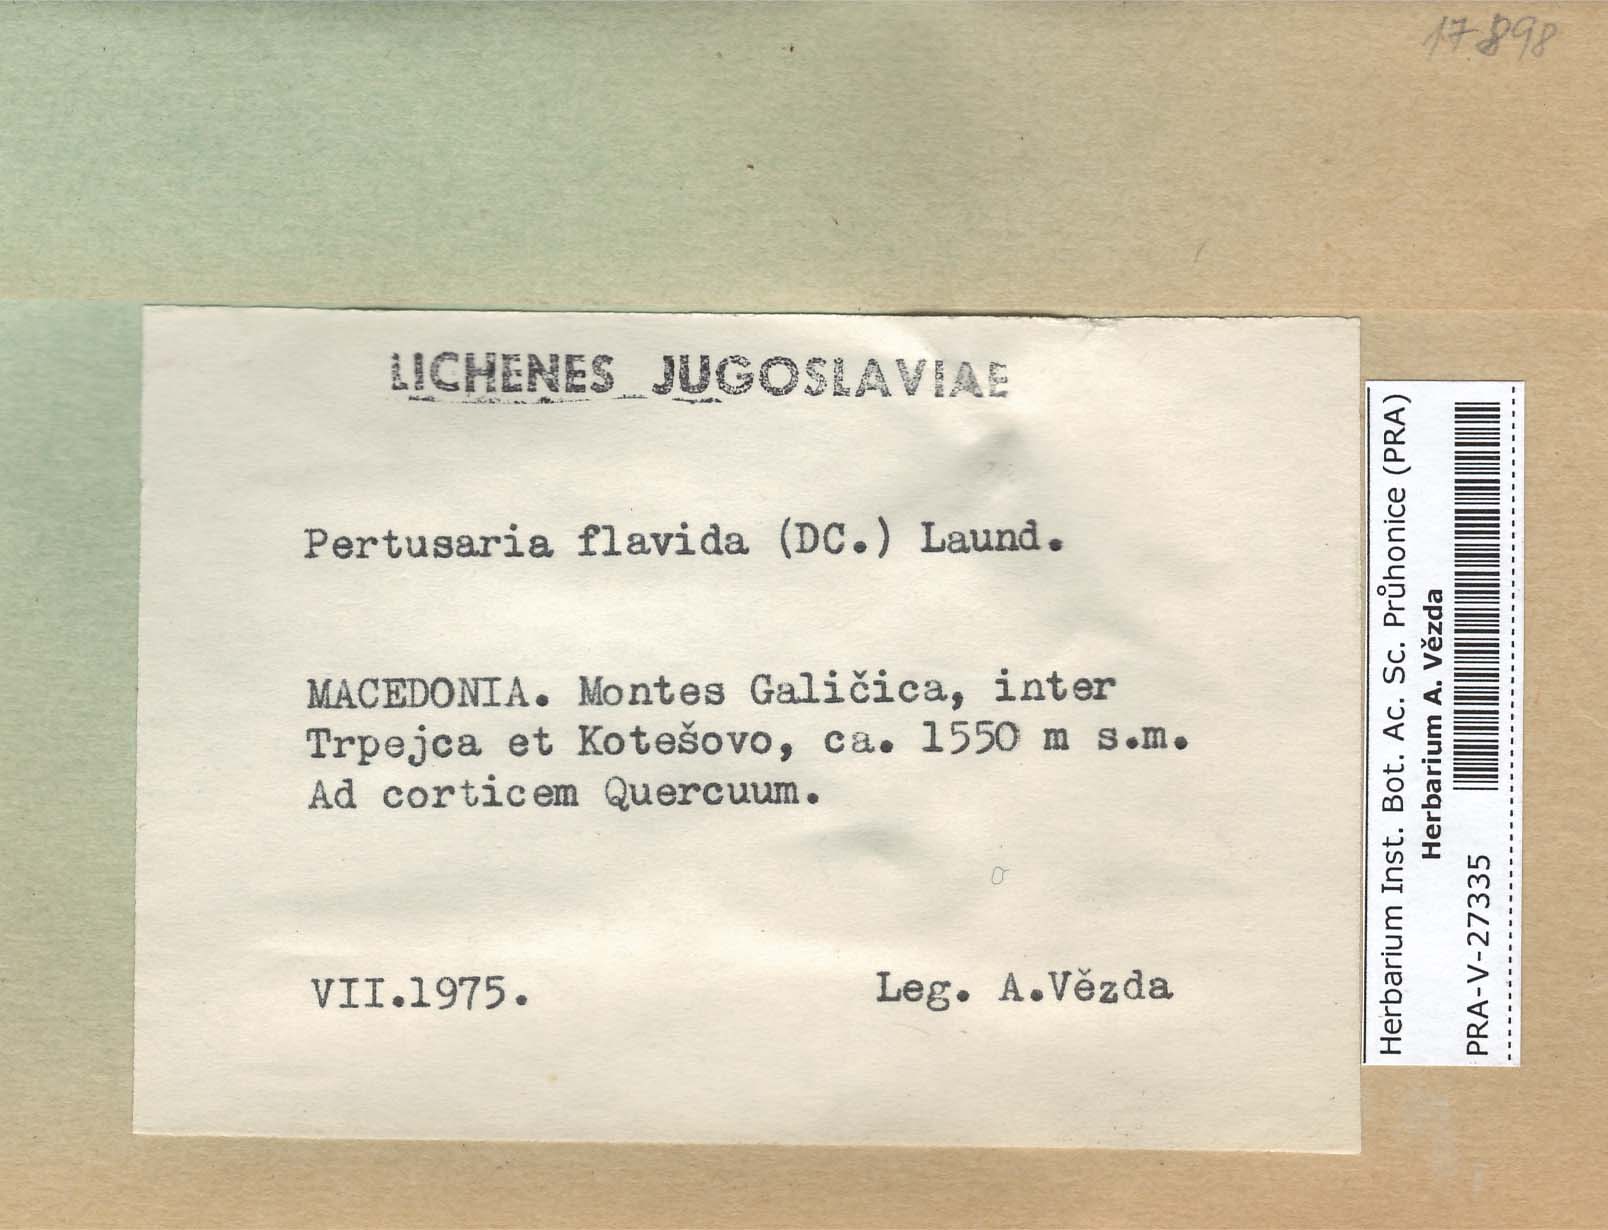 17898
LICHENES JUGOSLAVIAE
Pertusaria flavida (DC.) Laund.
MACEDONIA. Montes Galičica, inter
Trpejca et Kotešovo, ca. 1550 m s.m.
Ad corticem Quercuum.
VII.1975.
Leg. A.Vězda
Herbarium Inst. Bot. Ac. Sc. Průhonice (PRA)
Herbarium A. Vězda
PRA-V-27335